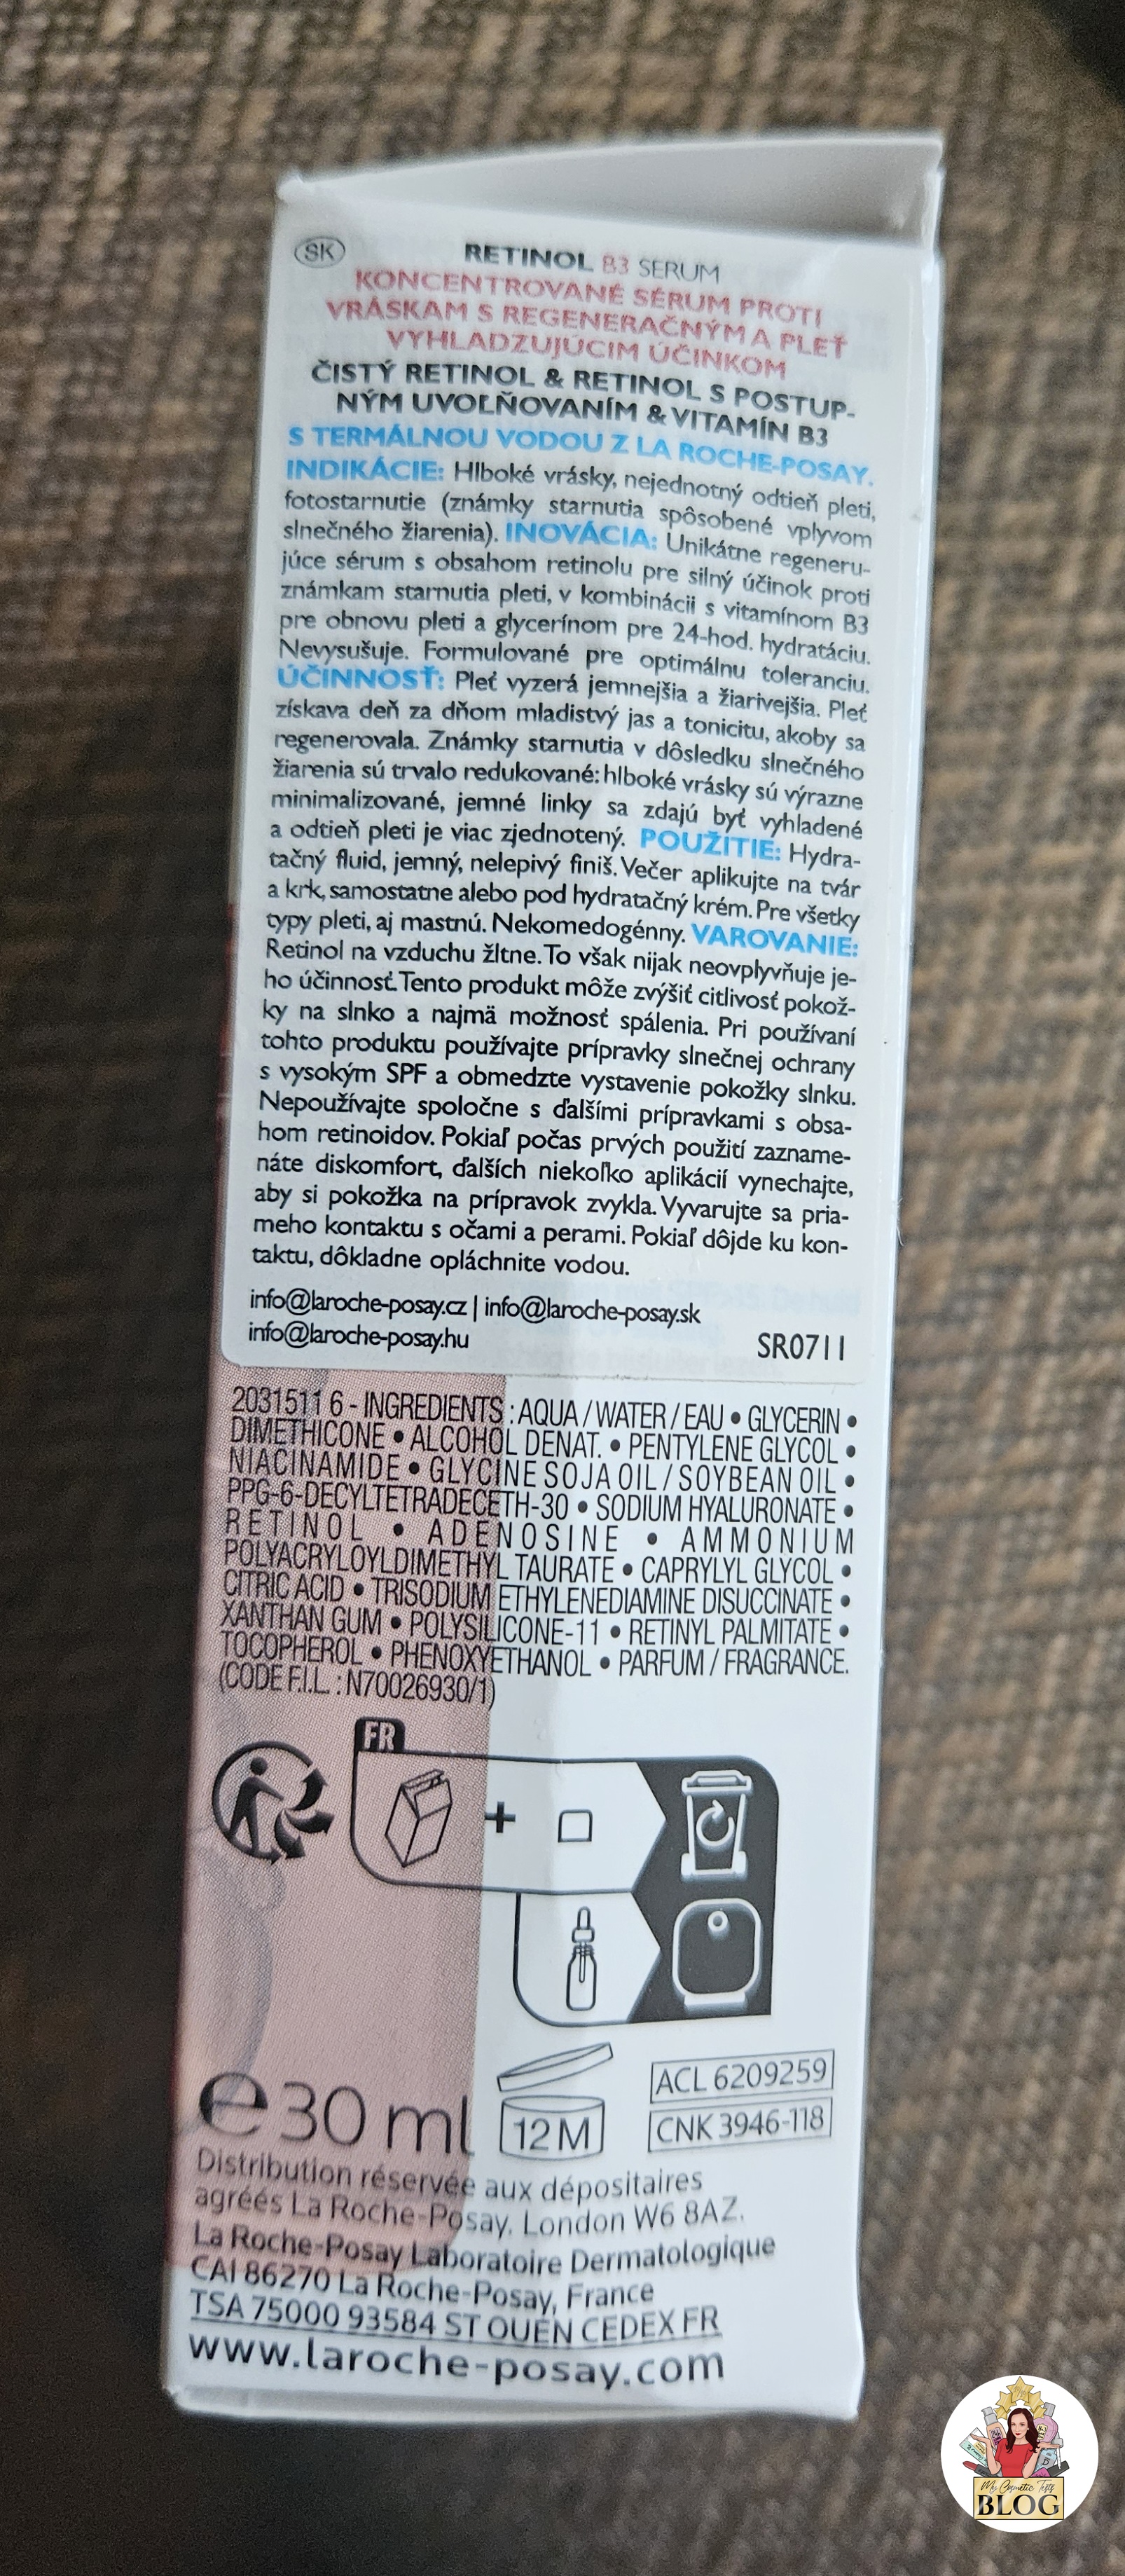 SK
RETINOL B3 SERUM
KONCENTROVANÉ SÉRUM PROTI
VRÁSKAM S REGENERAČNÝM A PLEŤ
VYHLADZUJÚCIM ÚČINKOM
ČISTÝ RETINOL & RETINOL S POSTUP-
NÝM UVOĽŇOVANÍM & VITAMÍN B3
S TERMÁLNOU VODOU Z LA ROCHE-POSAY.
INDIKÁCIE: Hlboké vrásky, nejednotný odtieň pleti,
fotostarnutie (známky starnutia spôsobené vplyvom
slnečného žiarenia). INOVÁCIA: Unikátne regeneru-
júce sérum s obsahom retinolu pre silný účinok proti
známkam starnutia pleti, v kombinácii s vitamínom B3
pre obnovu pleti a glycerínom pre 24-hod. hydratáciu.
Nevysušuje. Formulované pre optimálnu toleranciu.
ÚČINNOSŤ: Pleť vyzerá jemnejšia a žiarivejšia. Pleť
získava deň za dňom mladistvý jas a tonicitu, akoby sa
regenerovala. Známky starnutia v dôsledku slnečného
žiarenia sú trvalo redukované: hlboké vrásky sú výrazne
minimalizované, jemné linky sa zdajú byť vyhladené
a odtieň pleti je viac zjednotený. POUŽITIE: Hydra-
tačný fluid, jemný, nelepivý finiš. Večer aplikujte na tvár
a krk, samostatne alebo pod hydratačný krém. Pre všetky
typy pleti, aj mastnú. Nekomedogénny. VAROVANIE:
Retinol na vzduchu žltne. To však nijak neovplyvňuje je-
ho účinnosť. Tento produkt môže zvýšiť citlivosť pokož-
ky na slnko a najmä možnosť spálenia. Pri používaní
tohto produktu používajte prípravky slnečnej ochrany
s vysokým SPF a obmedzte vystavenie pokožky slnku.
Nepoužívajte spoločne s ďalšími prípravkami s obsa-
hom retinoidov. Pokiaľ počas prvých použití zazname-
náte diskomfort, ďalších niekoľko aplikácií vynechajte,
aby si pokožka na prípravok zvykla. Vyvarujte sa pria-
meho kontaktu s očami a perami. Pokiaľ dôjde ku kon-
taktu, dôkladne opláchnite vodou.
info@laroche-posay.cz | info@laroche-posay.sk
info@laroche-posay.hu SR0711
2031511 6 - INGREDIENTS : AQUA / WATER / EAU • GLYCERIN •
DIMETHICONE • ALCOHOL DENAT. • PENTYLENE GLYCOL •
NIACINAMIDE • GLYCINE SOJA OIL / SOYBEAN OIL •
PPG-6-DECYLTETRADECETH-30 • SODIUM HYALURONATE •
RETINOL • ADENOSINE • AMMONIUM
POLYACRYLOYLDIMETHYL TAURATE • CAPRYLYL GLYCOL •
CITRIC ACID • TRISODIUM ETHYLENEDIAMINE DISUCCINATE •
XANTHAN GUM • POLYSILICONE-11 • RETINYL PALMITATE •
TOCOPHEROL • PHENOXYETHANOL • PARFUM / FRAGRANCE.
(CODE F.I.L. : N70026930/1)
FR
+
e 30 ml
12 M
ACL 6209259
CNK 3946-118
Distribution réservée aux dépositaires
agréés La Roche-Posay. London W6 8AZ.
La Roche-Posay Laboratoire Dermatologique
CAI 86270 La Roche-Posay, France
TSA 75000 93584 ST OUEN CEDEX FR
www.laroche-posay.com
My Cosmetic Tests
BLOG